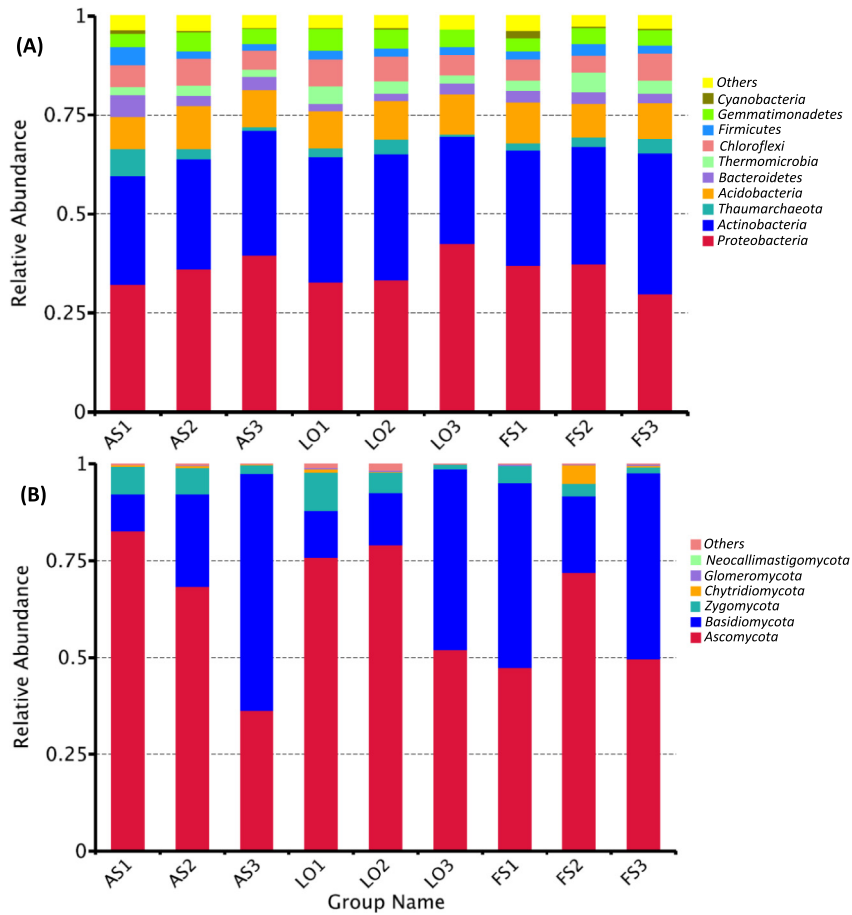 (A)
Relative Abundance
1
0.75
0.5
0.25
0
AS1 AS2 AS3 LO1 LO2 LO3 FS1 FS2 FS3
Others
Cyanobacteria
Gemmatimonadetes
Firmicutes
Chloroflexi
Thermomicrobia
Bacteroidetes
Acidobacteria
Thaumarchaeota
Actinobacteria
Proteobacteria
(B)
Relative Abundance
1
0.75
0.5
0.25
0
AS1 AS2 AS3 LO1 LO2 LO3 FS1 FS2 FS3
Group Name
Others
Neocallimastigomycota
Glomeromycota
Chytridiomycota
Zygomycota
Basidiomycota
Ascomycota